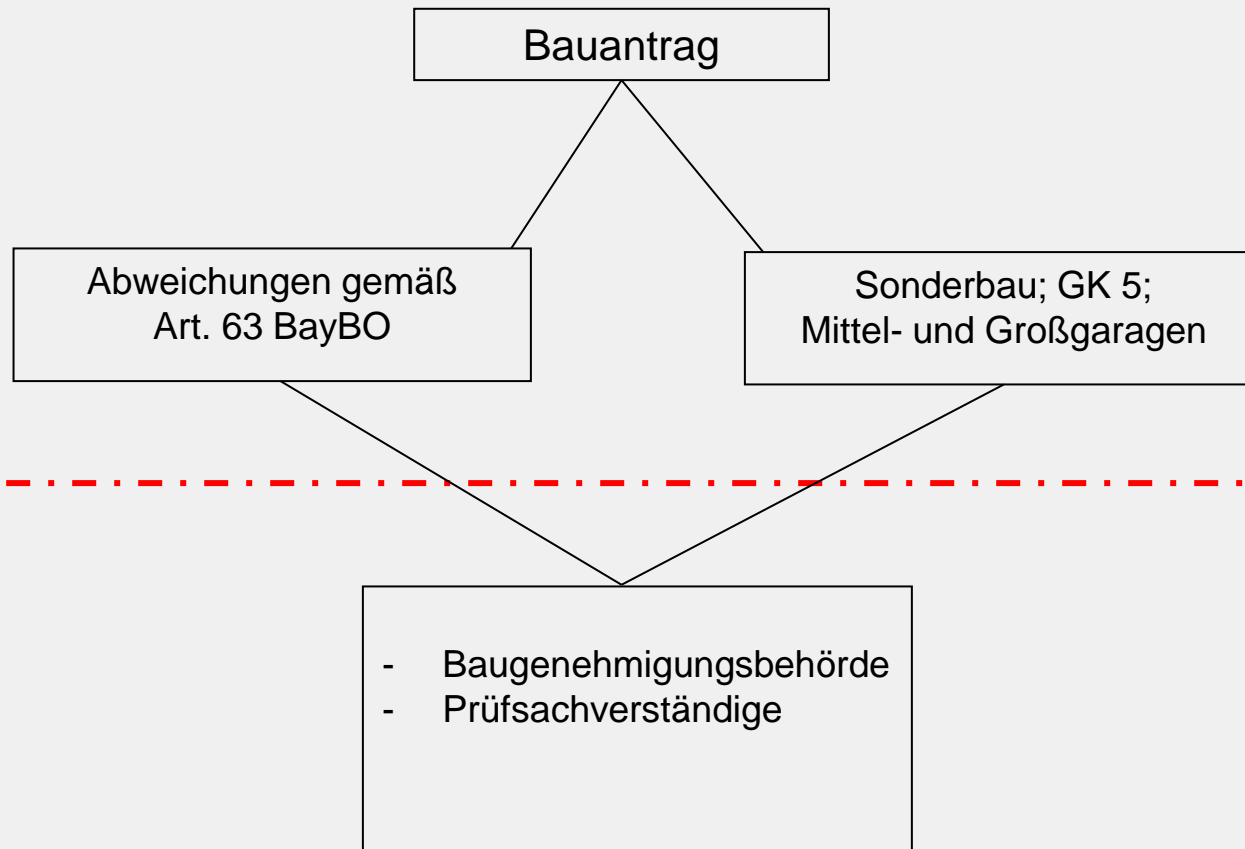 Bauantrag
Abweichungen gemäß
Art. 63 BayBO
Sonderbau; GK 5;
Mittel- und Großgaragen
- Baugenehmigungsbehörde
- Prüfsachverständige